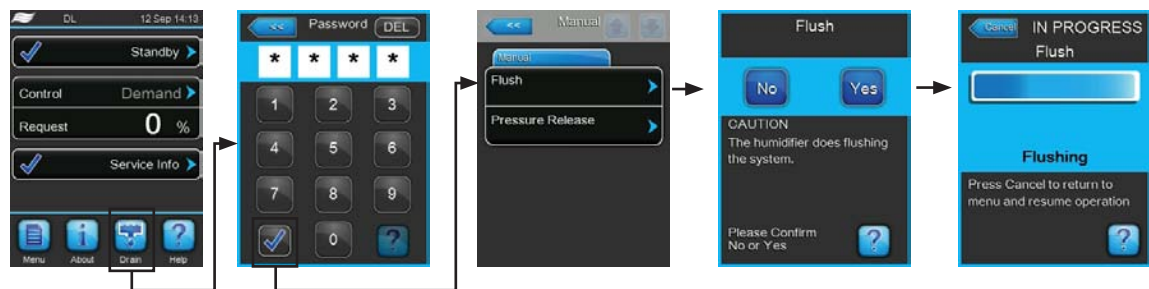 DL 12 Sep 14:13
Standby
Control Demand
Request 0 %
Service Info
Menu About Drain Help
<< Password DEL
* * * *
1 2 3
4 5 6
7 8 9
0 ?
<< Manual
Manual
Flush
Pressure Release
Flush
No Yes
CAUTION
The humidifier does flushing
the system.
Please Confirm
No or Yes
?
Cancel IN PROGRESS
Flush
Flushing
Press Cancel to return to
menu and resume operation
?